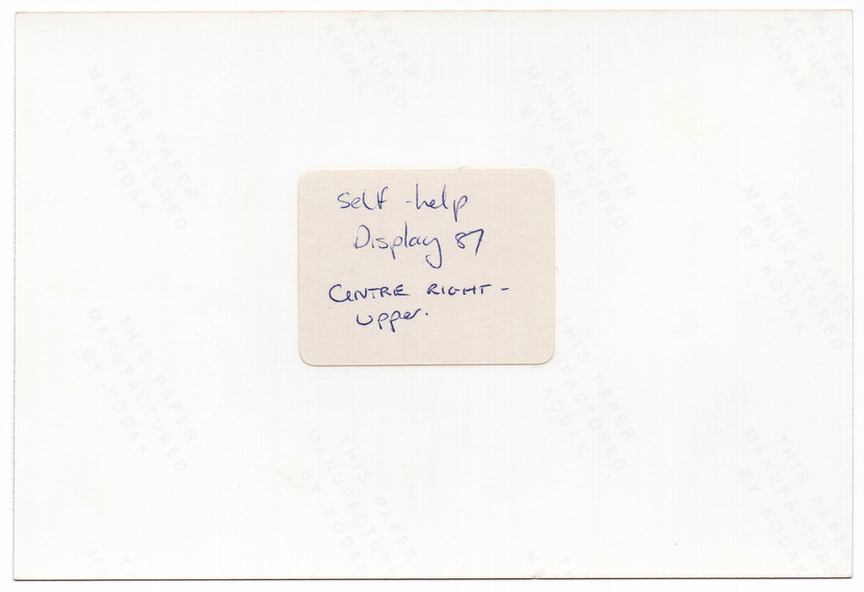 Self-help
Display 87
CENTRE RIGHT -
upper.
THIS PAPER
MANUFACTURED
BY KODAK